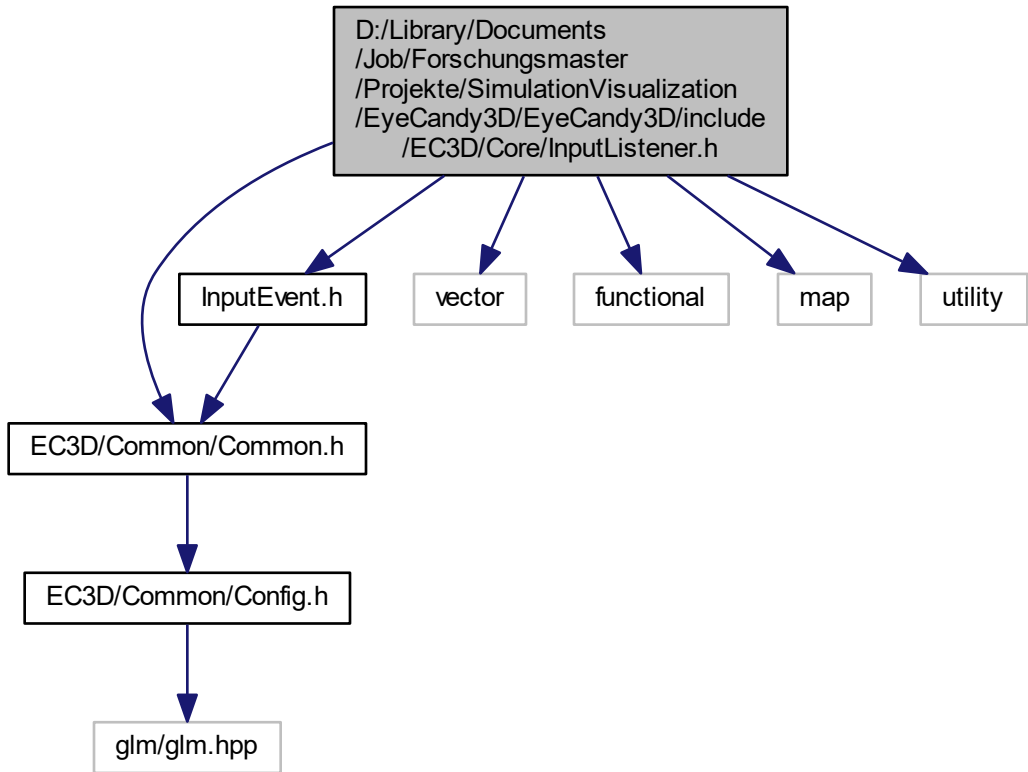 D:/Library/Documents
/Job/Forschungsmaster
/Projekte/SimulationVisualization
/EyeCandy3D/EyeCandy3D/include
/EC3D/Core/InputListener.h
InputEvent.h
vector
functional
map
utility
EC3D/Common/Common.h
EC3D/Common/Config.h
glm/glm.hpp